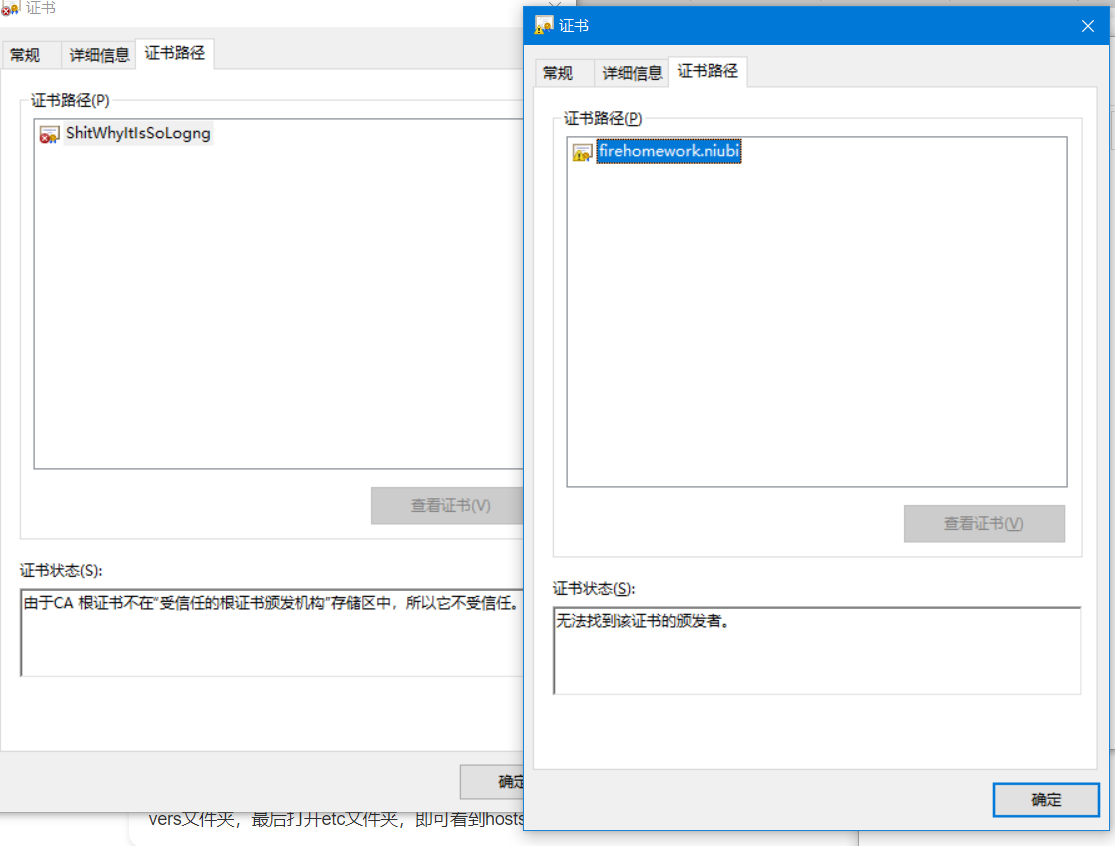 证书
常规 详细信息 证书路径
证书路径(P)
ShitWhyItIsSoLogng
查看证书(V)
证书状态(S):
由于CA 根证书不在“受信任的根证书颁发机构”存储区中，所以它不受信任。
确定
vers文件夹，最后打开etc文件夹，即可看到hosts
证书
常规 详细信息 证书路径
证书路径(P)
firehomework.niubi
查看证书(V)
证书状态(S):
无法找到该证书的颁发者。
确定